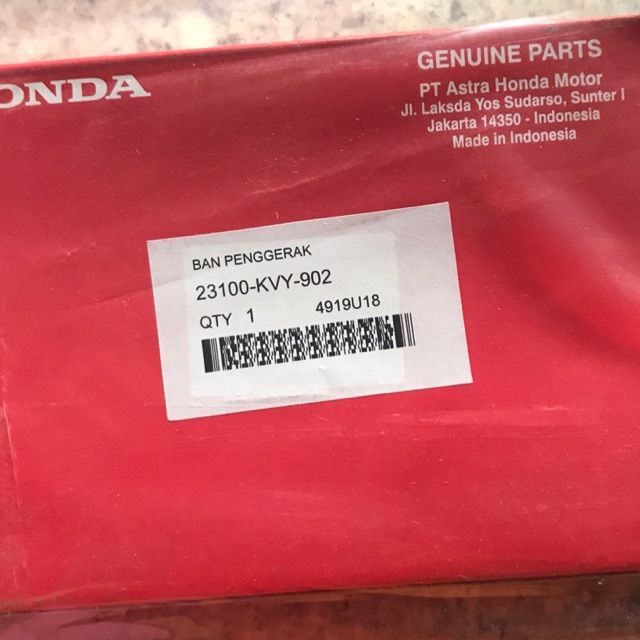 ONDA
GENUINE PARTS
PT Astra Honda Motor
Jl. Laksda Yos Sudarso, Sunter I
Jakarta 14350 - Indonesia
Made in Indonesia
BAN PENGGERAK
23100-KVY-902
QTY 1 4919U18